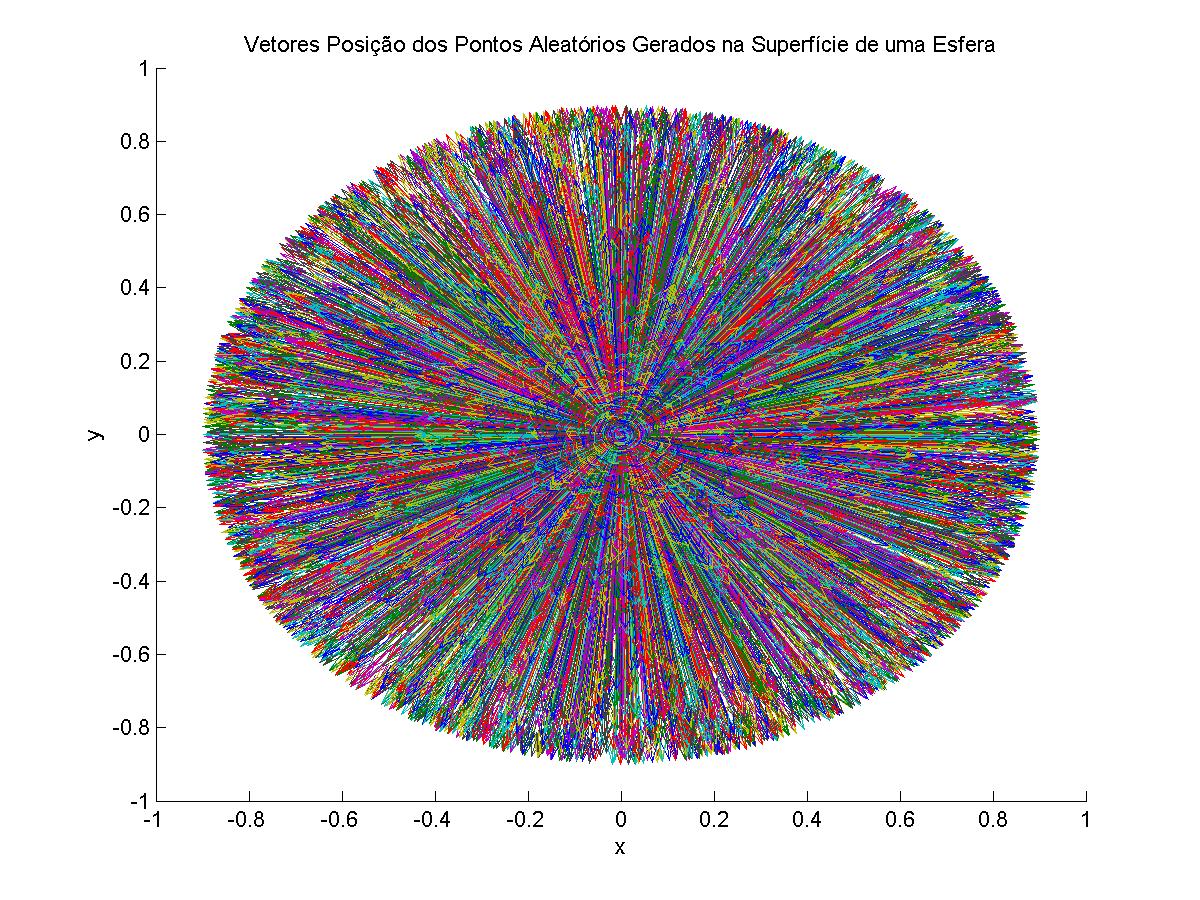 Vetores Posição dos Pontos Aleatórios Gerados na Superfície de uma Esfera
1
0.8
0.6
0.4
0.2
0
-0.2
-0.4
-0.6
-0.8
-1
y
-1 -0.8 -0.6 -0.4 -0.2 0 0.2 0.4 0.6 0.8 1
x